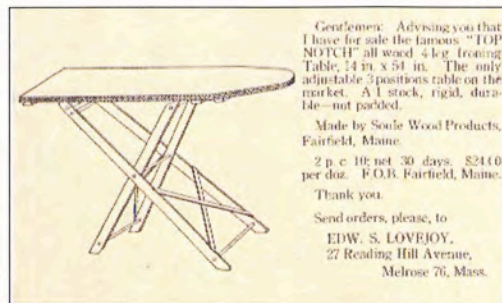 Gentlemen: Advising you that
I have for sale the famous "TOP
NOTCH" all wood 4-leg Ironing
Table, 14 in. x 54 in. The only
adjustable 3 positions table on the
market. A 1 stock, rigid, dura-
ble—not padded.
Made by Soule Wood Products,
Fairfield, Maine.
2 p. c 10; net 30 days. $24.00
per doz. F.O.B. Fairfield, Maine.
Thank you.
Send orders, please, to
EDW. S. LOVEJOY,
27 Reading Hill Avenue,
Melrose 76, Mass.